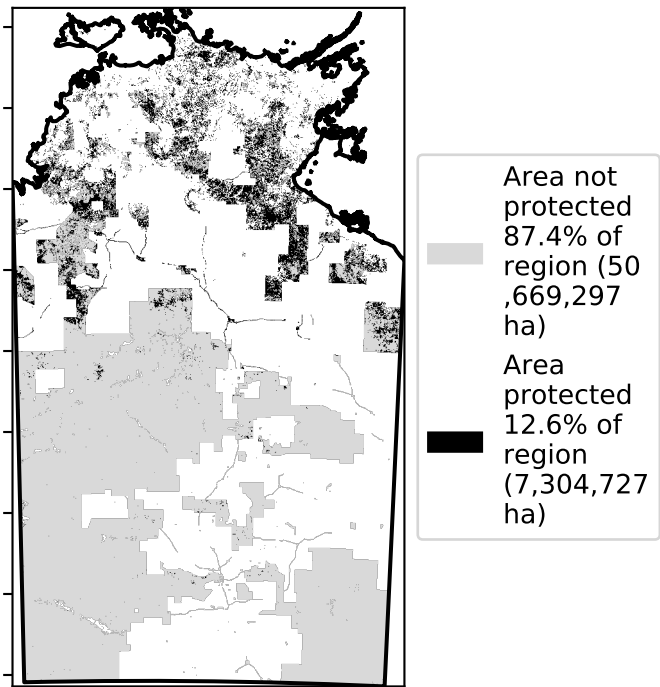 Area not
protected
87.4% of
region (50
,669,297
ha)
Area
protected
12.6% of
region
(7,304,727
ha)